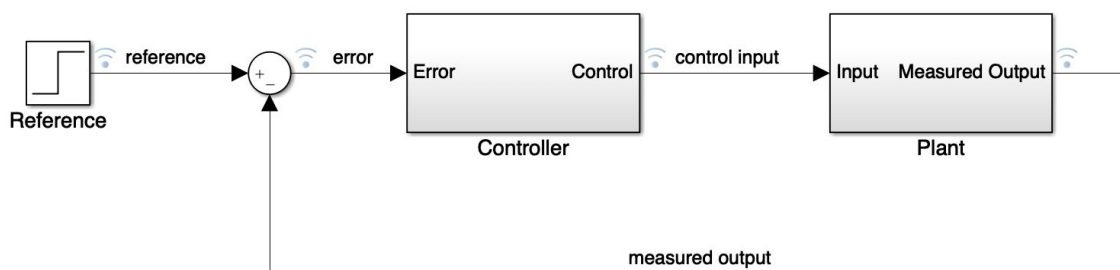 reference
error
Error
Control
control input
Input
Measured Output
Reference
+
−
Controller
Plant
measured output